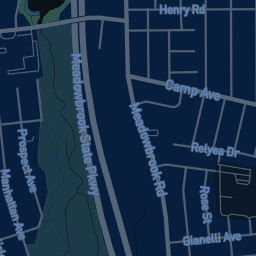 Henry Rd
Camp Ave
Meadowbrook State Pkwy
Meadowbrook Rd
Relyea Dr
Prospect Ave
Manhattan Ave
Rose St
Gianelli Ave